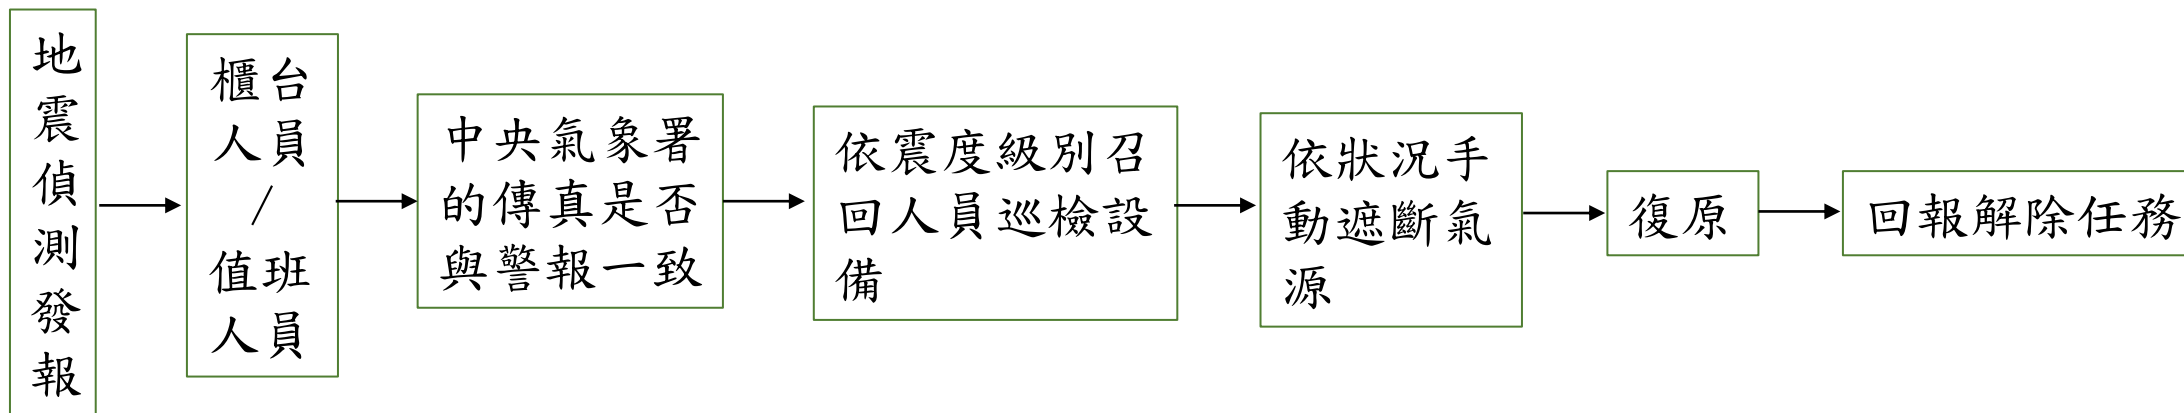 地
震
偵
測
發
報
櫃台
人員
/
值班
人員
中央氣象署
的傳真是否
與警報一致
依震度級別召
回人員巡檢設
備
依狀況手
動遮斷氣
源
復原
回報解除任務